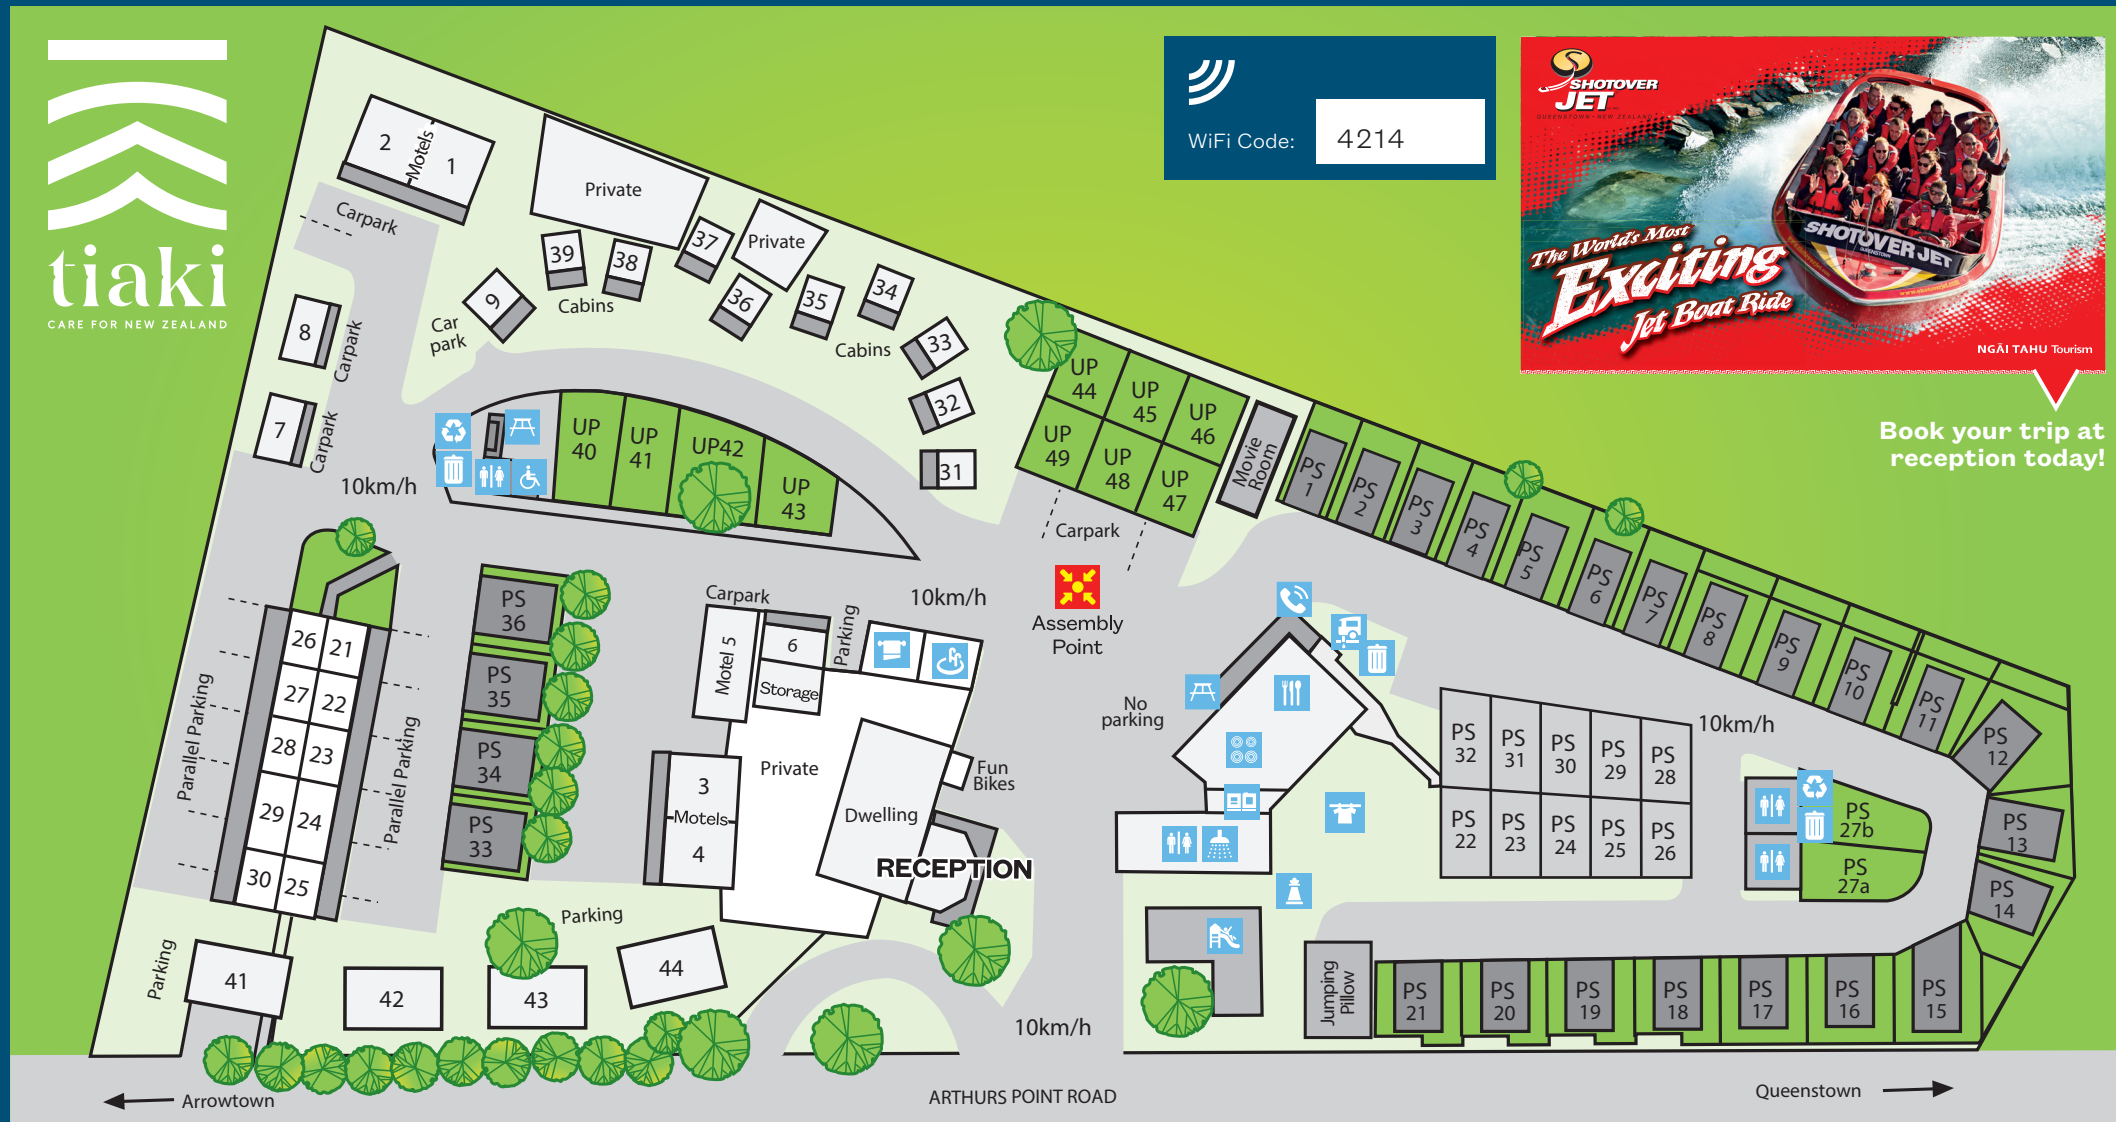 tiaki
CARE FOR NEW ZEALAND
WiFi Code:
4214
SHOTOVER
JET
QUEENSTOWN • NEW ZEALAND
SHOTOVER JET
QUEENSTOWN
The World's Most
Exciting
Jet Boat Ride
NGĀI TAHU Tourism
Book your trip at
reception today!
2
Motels
1
Carpark
Private
39
38
37
Private
36
35
34
33
32
31
9
Cabins
Cabins
Car
park
8
Carpark
7
Carpark
10km/h
UP
40
UP
41
UP42
UP
43
UP
44
UP
45
UP
46
UP
49
UP
48
UP
47
Movie
Room
Carpark
Assembly
Point
10km/h
PS
1
PS
2
PS
3
PS
4
PS
5
PS
6
PS
7
PS
8
PS
9
PS
10
PS
11
PS
12
PS
13
PS
14
PS
15
PS
16
PS
17
PS
18
PS
19
PS
20
PS
21
26
21
27
22
28
23
29
24
30
25
Parallel Parking
Parallel Parking
PS
36
PS
35
PS
34
PS
33
Carpark
Motel 5
6
Storage
Parking
Private
3
Motels
4
Dwelling
Fun
Bikes
RECEPTION
No
parking
PS
32
PS
31
PS
30
PS
29
PS
28
PS
22
PS
23
PS
24
PS
25
PS
26
10km/h
PS
27b
PS
27a
Parking
Parking
41
42
43
44
10km/h
Jumping
Pillow
Arrowtown
ARTHURS POINT ROAD
Queenstown